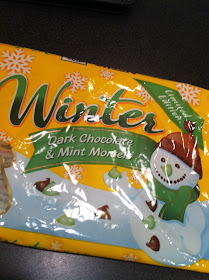 Winter
Dark Chocolate
& Mint Morsels
Limited
Edition